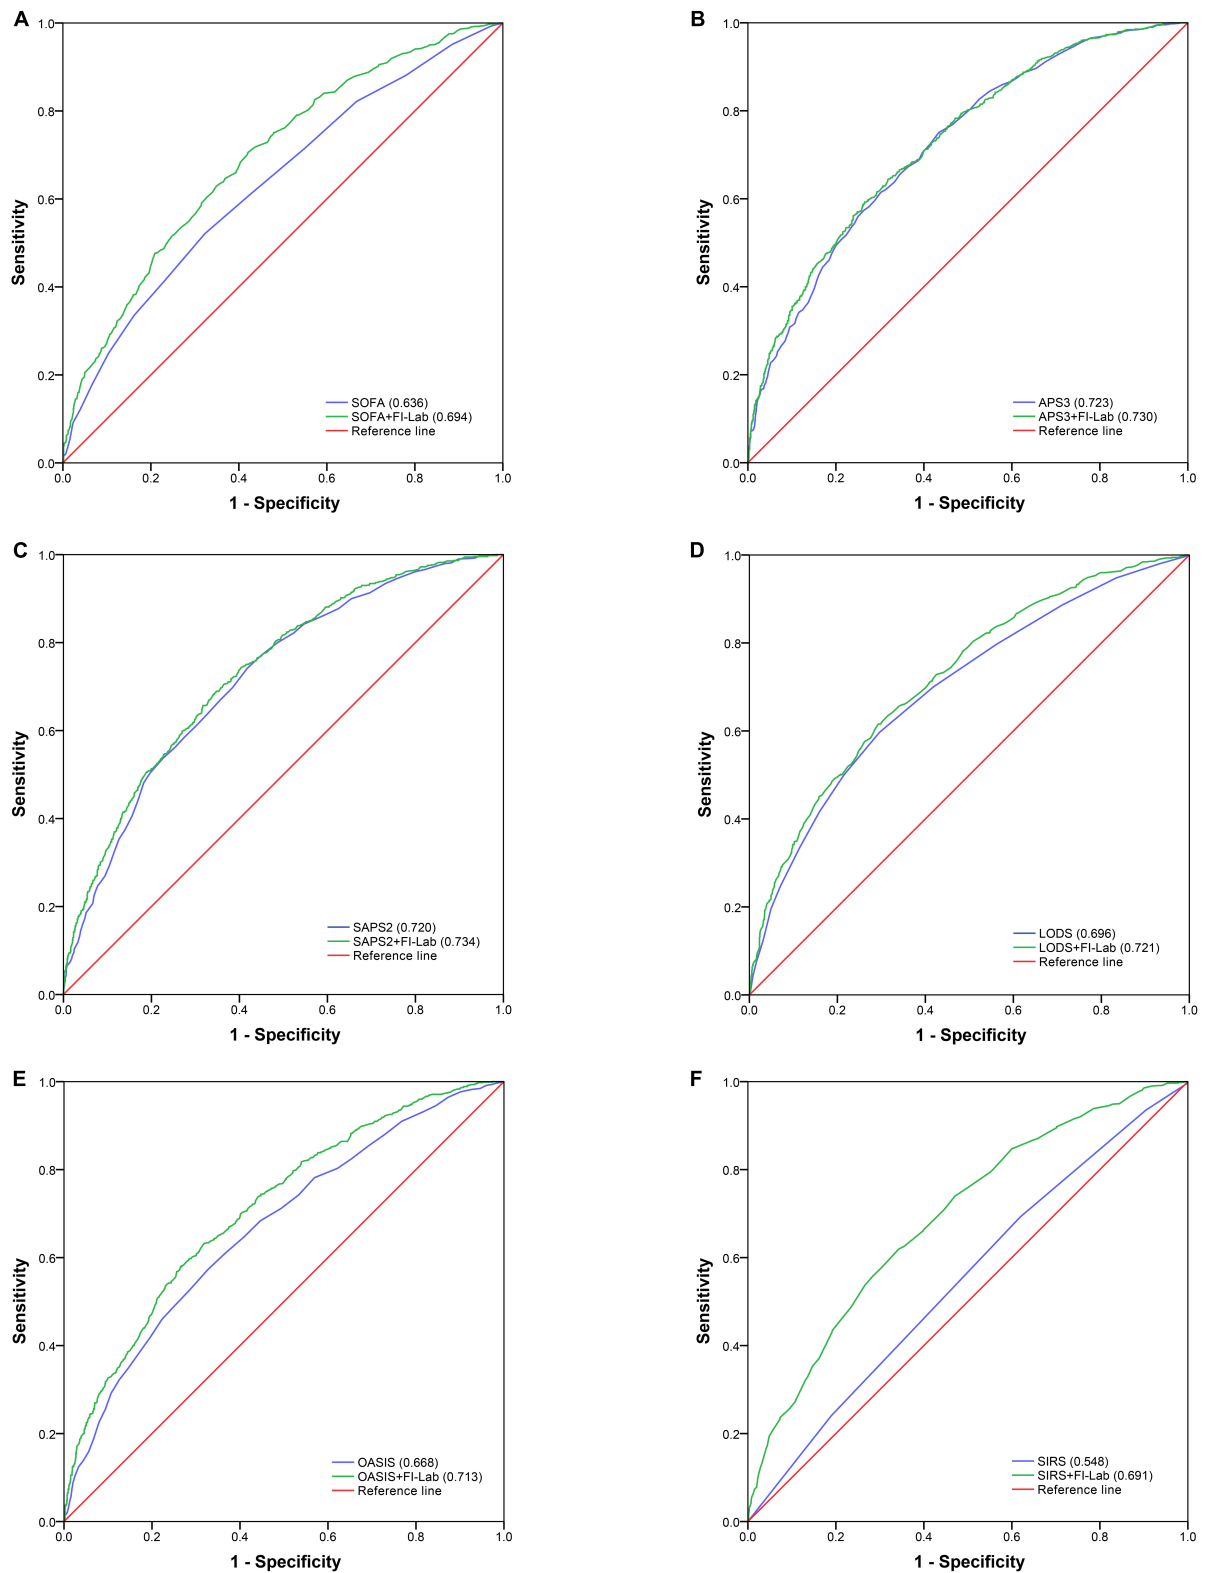 A
1.0
0.8
0.6
0.4
0.2
0.0
Sensitivity
SOFA (0.636)
SOFA+FI-Lab (0.694)
Reference line
0.0 0.2 0.4 0.6 0.8 1.0
1 - Specificity
B
1.0
0.8
0.6
0.4
0.2
0.0
Sensitivity
APS3 (0.723)
APS3+FI-Lab (0.730)
Reference line
0.0 0.2 0.4 0.6 0.8 1.0
1 - Specificity
C
1.0
0.8
0.6
0.4
0.2
0.0
Sensitivity
SAPS2 (0.720)
SAPS2+FI-Lab (0.734)
Reference line
0.0 0.2 0.4 0.6 0.8 1.0
1 - Specificity
D
1.0
0.8
0.6
0.4
0.2
0.0
Sensitivity
LODS (0.696)
LODS+FI-Lab (0.721)
Reference line
0.0 0.2 0.4 0.6 0.8 1.0
1 - Specificity
E
1.0
0.8
0.6
0.4
0.2
0.0
Sensitivity
OASIS (0.668)
OASIS+FI-Lab (0.713)
Reference line
0.0 0.2 0.4 0.6 0.8 1.0
1 - Specificity
F
1.0
0.8
0.6
0.4
0.2
0.0
Sensitivity
SIRS (0.548)
SIRS+FI-Lab (0.691)
Reference line
0.0 0.2 0.4 0.6 0.8 1.0
1 - Specificity